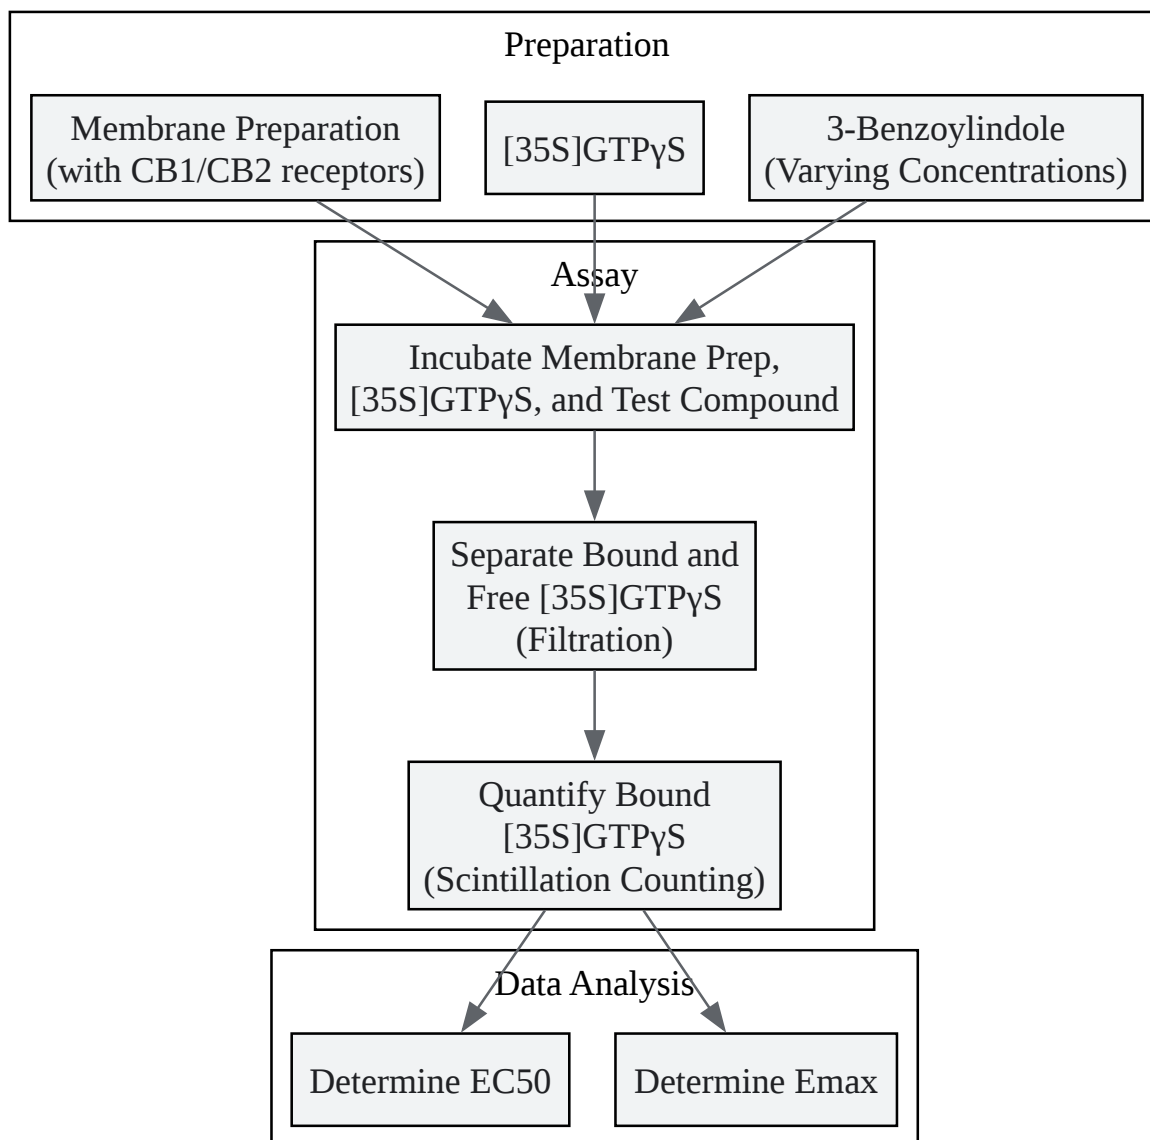 Preparation
Membrane Preparation
(with CB1/CB2 receptors)
[35S]GTPγS
3-Benzoylindole
(Varying Concentrations)
Assay
Incubate Membrane Prep,
[35S]GTPγS, and Test Compound
Separate Bound and
Free [35S]GTPγS
(Filtration)
Quantify Bound
[35S]GTPγS
(Scintillation Counting)
Data Analysis
Determine EC50
Determine Emax